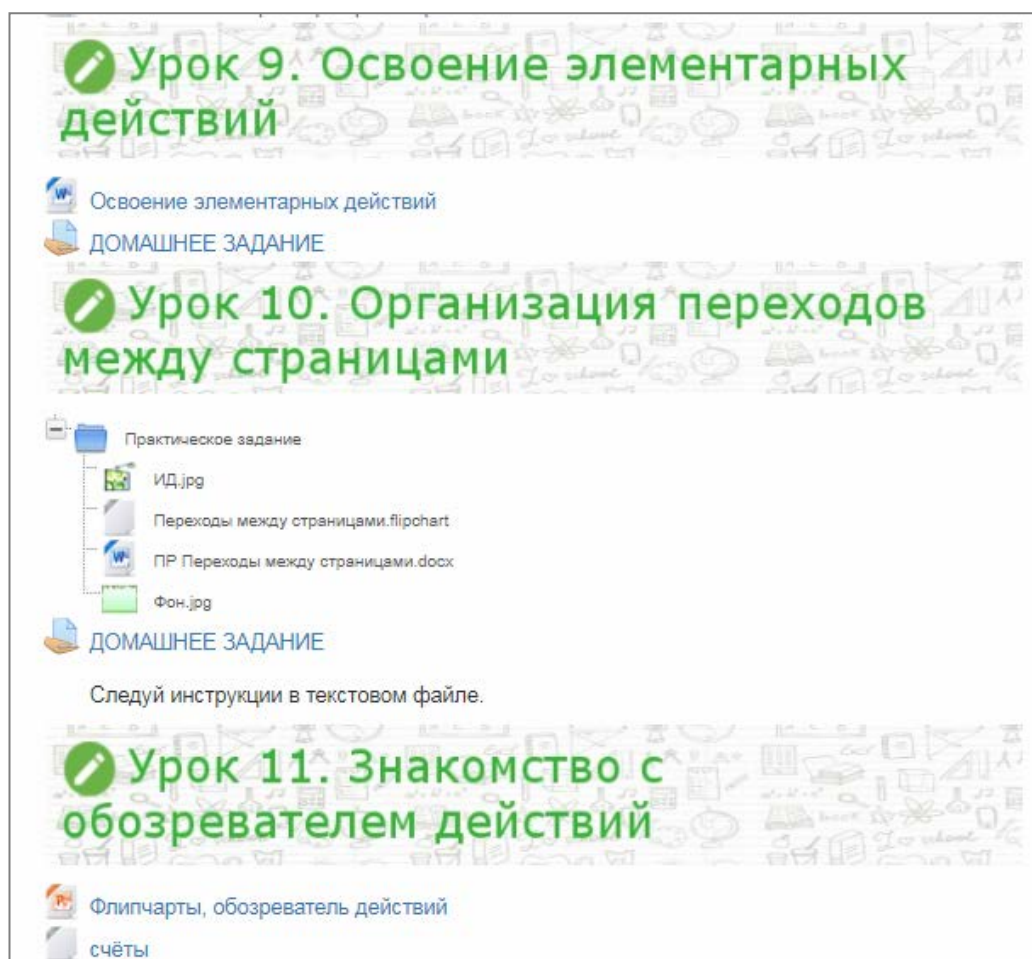 Урок 9. Освоение элементарных
действий
Освоение элементарных действий
ДОМАШНЕЕ ЗАДАНИЕ
Урок 10. Организация переходов
между страницами
Практическое задание
ИД.jpg
Переходы между страницами.flipchart
ПР Переходы между страницами.docx
Фон.jpg
ДОМАШНЕЕ ЗАДАНИЕ
Следуй инструкции в текстовом файле.
Урок 11. Знакомство с
обозревателем действий
Флипчарты, обозреватель действий
счёты